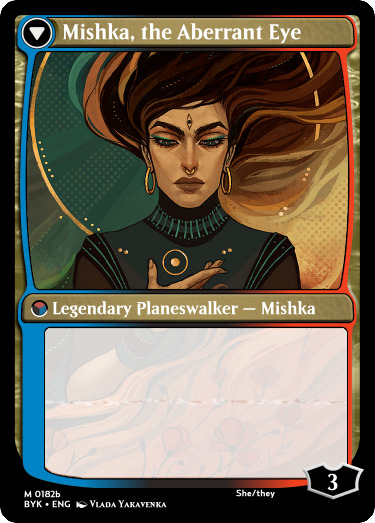 Mishka, the Aberrant Eye
Legendary Planeswalker — Mishka
3
M 0182b
She/they
BYK • ENG Vlada Yakavenka